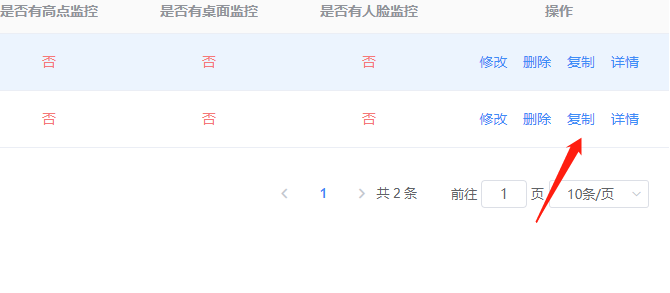 是否有高点监控 是否有桌面监控 是否有人脸监控 操作
否 否 否 修改 删除 复制 详情
否 否 否 修改 删除 复制 详情
1 共 2 条 前往 1 页 10条/页